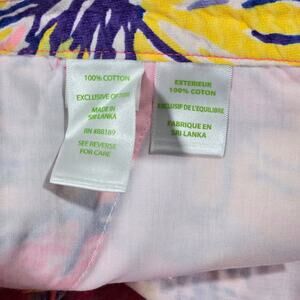 100% COTTON
EXCLUSIVE OF TRIM
MADE IN
SRI LANKA
RN #88189
SEE REVERSE
FOR CARE
EXTERIEUR
100% COTON
EXCLUSIF DE L'EQUILIBRE
FABRIQUE EN
SRI LANKA